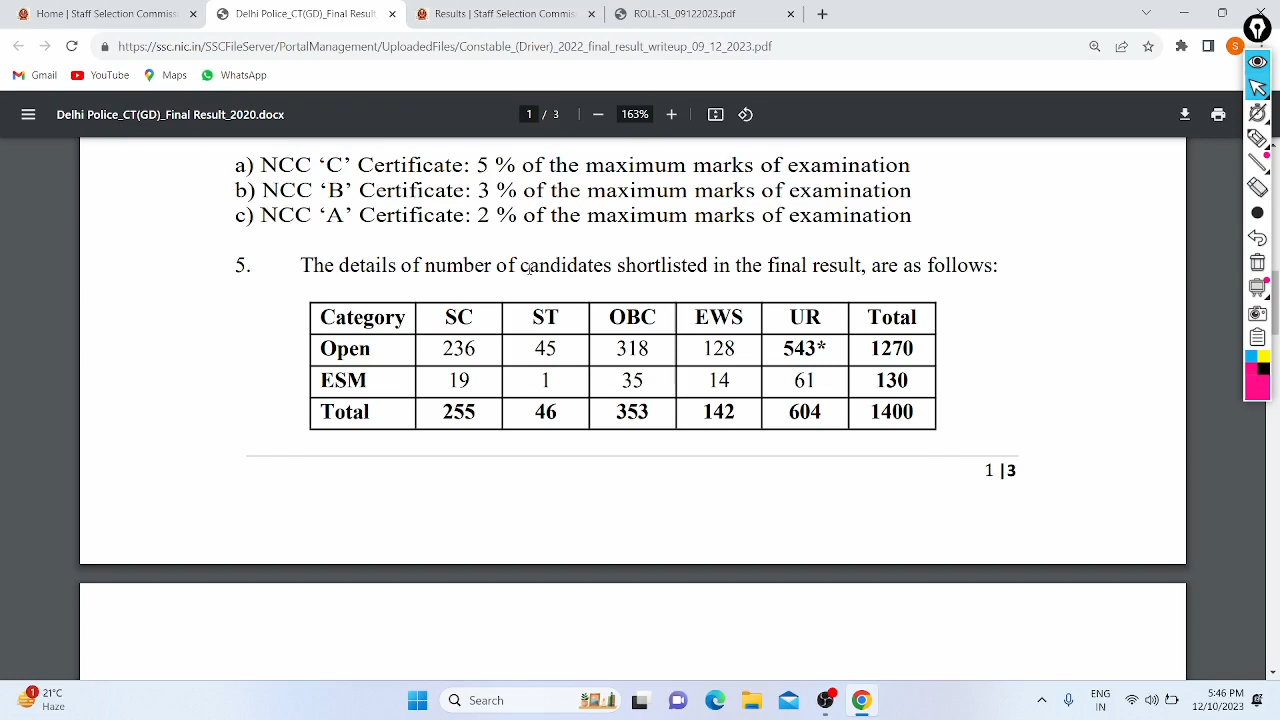 Home | Staff Selection Commiss
Delhi Police_CT(GD)_Final Result
Results | Staff Selection Commiss
ROLL-SL_09122023.pdf
https://ssc.nic.in/SSCFileServer/PortalManagement/UploadedFiles/Constable_(Driver)_2022_final_result_writeup_09_12_2023.pdf
S
Gmail YouTube Maps WhatsApp
Delhi Police_CT(GD)_Final Result_2020.docx 1 / 3 163%
a) NCC ‘C’ Certificate: 5 % of the maximum marks of examination
b) NCC ‘B’ Certificate: 3 % of the maximum marks of examination
c) NCC ‘A’ Certificate: 2 % of the maximum marks of examination
5. The details of number of candidates shortlisted in the final result, are as follows:
Category SC ST OBC EWS UR Total
Open 236 45 318 128 543* 1270
ESM 19 1 35 14 61 130
Total 255 46 353 142 604 1400
1 |3
1
21°C
Haze
Search
ENG
IN
5:46 PM
12/10/2023